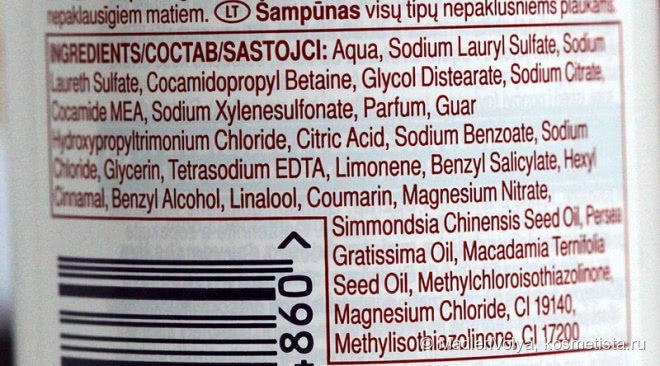 nepaklausīgiem matiem. LT Šampūnas visų tipų nepaklusniems plaukams.
INGREDIENTS/СОСТАВ/SASTOJCI: Aqua, Sodium Lauryl Sulfate, Sodium
Laureth Sulfate, Cocamidopropyl Betaine, Glycol Distearate, Sodium Citrate,
Cocamide MEA, Sodium Xylenesulfonate, Parfum, Guar
Hydroxypropyltrimonium Chloride, Citric Acid, Sodium Benzoate, Sodium
Chloride, Glycerin, Tetrasodium EDTA, Limonene, Benzyl Salicylate, Hexyl
Cinnamal, Benzyl Alcohol, Linalool, Coumarin, Magnesium Nitrate,
Simmondsia Chinensis Seed Oil, Persea
Gratissima Oil, Macadamia Ternifolia
Seed Oil, Methylchloroisothiazolinone,
Magnesium Chloride, CI 19140,
Methylisothiazolinone, CI 17200
4860 >
kosmetista.ru